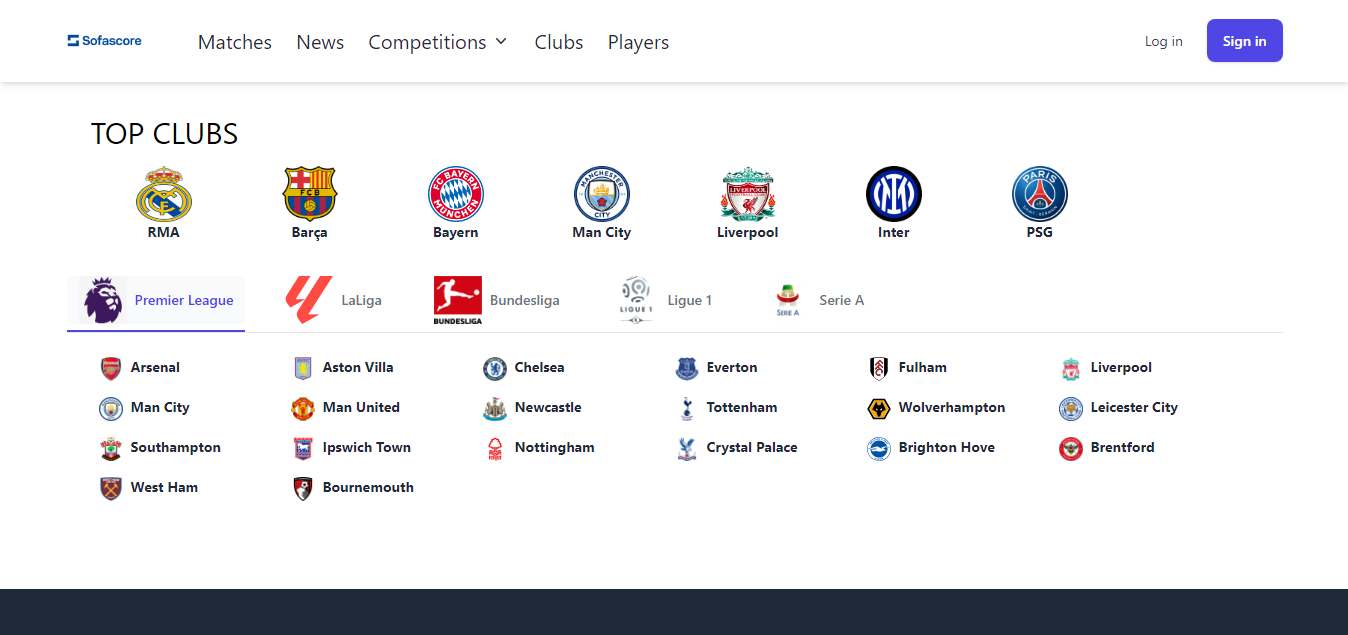 Sofascore Matches News Competitions Clubs Players Log in Sign in
TOP CLUBS
RMA Barça Bayern Man City Liverpool Inter PSG
Premier League LaLiga BUNDESLIGA Bundesliga LIGUE 1 Ligue 1 SERIE A Serie A
Arsenal Aston Villa Chelsea Everton Fulham Liverpool
Man City Man United Newcastle Tottenham Wolverhampton Leicester City
Southampton Ipswich Town Nottingham Crystal Palace Brighton Hove Brentford
West Ham Bournemouth